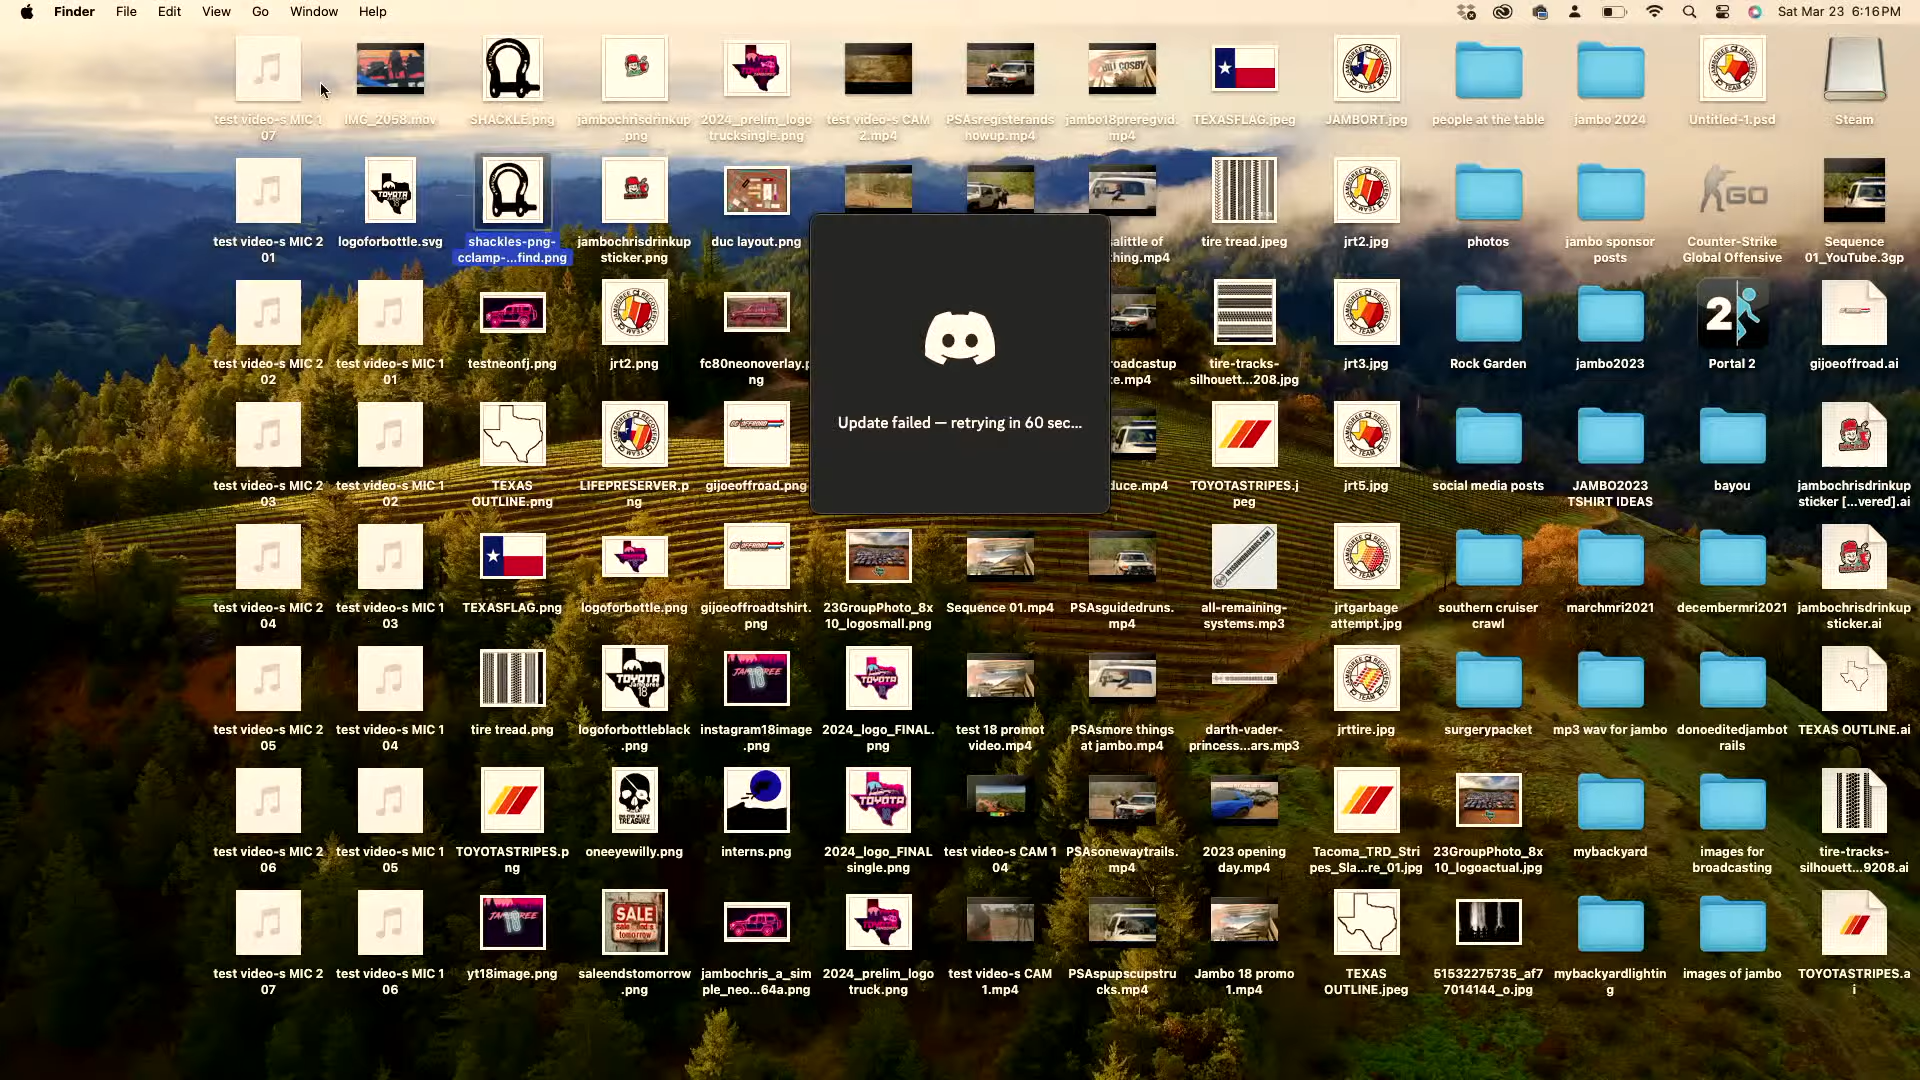 Finder File Edit View Go Window Help
Sat Mar 23 6:16 PM
test video-s MIC 1
07
IMG_2058.mov
SHACKLE.png
jambochrisdrinkup
.png
2024_prelim_logo
trucksingle.png
test video-s CAM
2.mp4
PSAsregisterands
howup.mp4
jambo18preregvid.
mp4
TEXASFLAG.jpeg
JAMBORT.jpg
people at the table
jambo 2024
Untitled-1.psd
Steam
test video-s MIC 2
01
logoforbottle.svg
shackles-png-
cclamp-...find.png
jambochrisdrinkup
sticker.png
duc layout.png
alittle of
hing.mp4
tire tread.jpeg
jrt2.jpg
photos
jambo sponsor
posts
Counter-Strike
Global Offensive
Sequence
01_YouTube.3gp
test video-s MIC 2
02
test video-s MIC 1
01
testneonfj.png
jrt2.png
fc80neonoverlay.p
ng
roadcastup
e.mp4
tire-tracks-
silhouett...208.jpg
jrt3.jpg
Rock Garden
jambo2023
Portal 2
gijoeoffroad.ai
Update failed — retrying in 60 sec...
test video-s MIC 2
03
test video-s MIC 1
02
TEXAS
OUTLINE.png
LIFEPRESERVER.p
ng
gijoeoffroad.png
duce.mp4
TOYOTASTRIPES.j
peg
jrt5.jpg
social media posts
JAMBO2023
TSHIRT IDEAS
bayou
jambochrisdrinkup
sticker [...vered].ai
test video-s MIC 2
04
test video-s MIC 1
03
TEXASFLAG.png
logoforbottle.png
gijoeoffroadtshirt.
png
23GroupPhoto_8x
10_logosmall.png
Sequence 01.mp4
PSAsguidedruns.
mp4
all-remaining-
systems.mp3
jrtgarbage
attempt.jpg
southern cruiser
crawl
marchmri2021
decembermri2021
jambochrisdrinkup
sticker.ai
test video-s MIC 2
05
test video-s MIC 1
04
tire tread.png
logoforbottleblack
.png
instagram18image
.png
2024_logo_FINAL.
png
test 18 promot
video.mp4
PSAsmore things
at jambo.mp4
darth-vader-
princess...ars.mp3
jrttire.jpg
surgerypacket
mp3 wav for jambo
donoeditedjambot
rails
TEXAS OUTLINE.ai
test video-s MIC 2
06
test video-s MIC 1
05
TOYOTASTRIPES.p
ng
oneeyewilly.png
interns.png
2024_logo_FINAL
single.png
test video-s CAM 1
04
PSAsonewaytrails.
mp4
2023 opening
day.mp4
Tacoma_TRD_Stri
pes_Sla...re_01.jpg
23GroupPhoto_8x
10_logoactual.jpg
mybackyard
images for
broadcasting
tire-tracks-
silhouett...9208.ai
test video-s MIC 2
07
test video-s MIC 1
06
yt18image.png
saleendstomorrow
.png
jambochris_a_sim
ple_neo...64a.png
2024_prelim_logo
truck.png
test video-s CAM
1.mp4
PSAspupscupstru
cks.mp4
Jambo 18 promo
1.mp4
TEXAS
OUTLINE.jpeg
51532275735_af7
7014144_o.jpg
mybackyardlightin
g
images of jambo
TOYOTASTRIPES.a
i